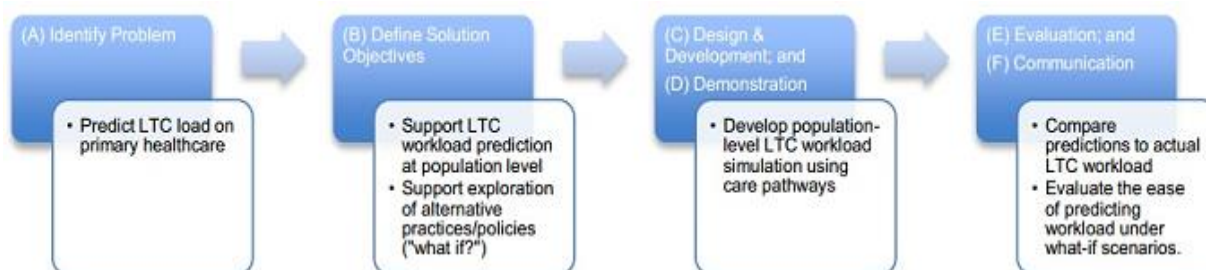 (A) Identify Problem
• Predict LTC load on
primary healthcare
(B) Define Solution
Objectives
• Support LTC
workload prediction
at population level
• Support exploration
of alternative
practices/policies
("what if?")
(C) Design &
Development; and
(D) Demonstration
• Develop population-
level LTC workload
simulation using
care pathways
(E) Evaluation; and
(F) Communication
• Compare
predictions to actual
LTC workload
• Evaluate the ease
of predicting
workload under
what-if scenarios.